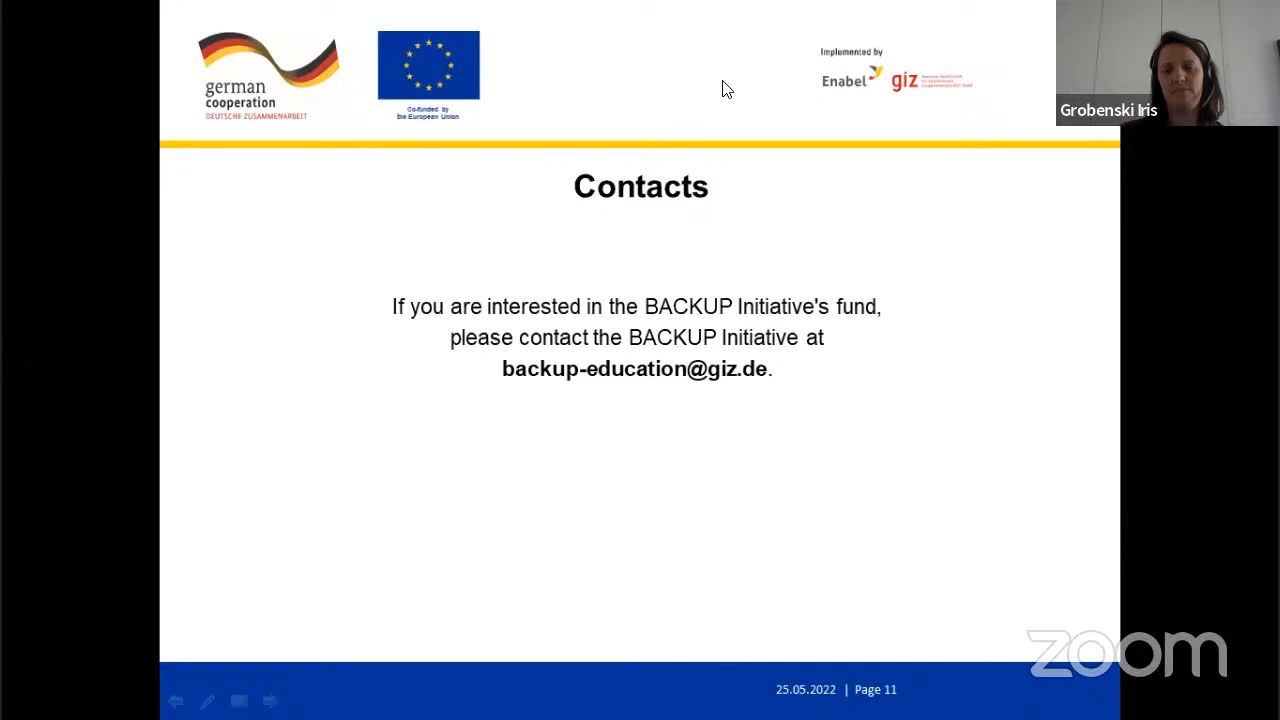 german
cooperation
DEUTSCHE ZUSAMMENARBEIT
Co-funded by
the European Union
Implemented by
Enabel
giz
Grobenski Iris
Contacts
If you are interested in the BACKUP Initiative's fund,
please contact the BACKUP Initiative at
backup-education@giz.de.
25.05.2022 | Page 11
zoom